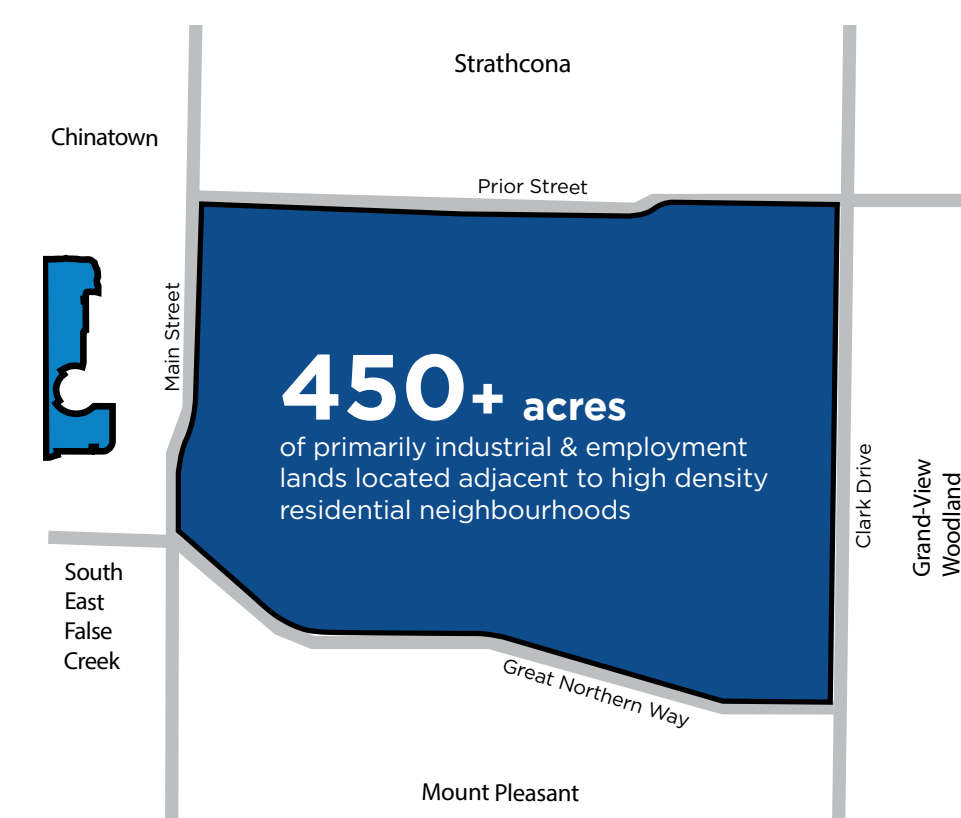 Strathcona
Chinatown
Prior Street
Main Street
450+ acres
of primarily industrial & employment
lands located adjacent to high density
residential neighbourhoods
Clark Drive
Grand-View
Woodland
South
East
False
Creek
Great Northern Way
Mount Pleasant